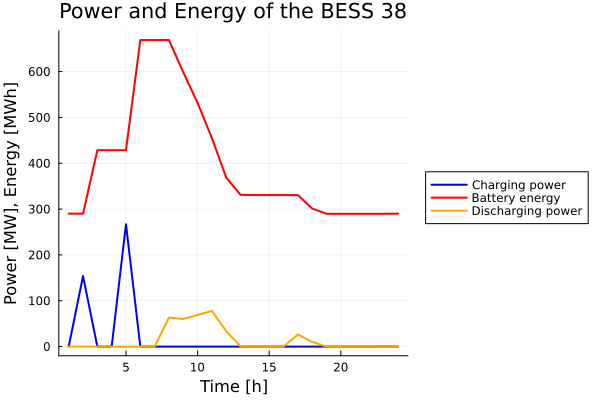 Power and Energy of the BESS 38
Power [MW], Energy [MWh]
600
500
400
300
200
100
0
5
10
15
20
Time [h]
Charging power
Battery energy
Discharging power